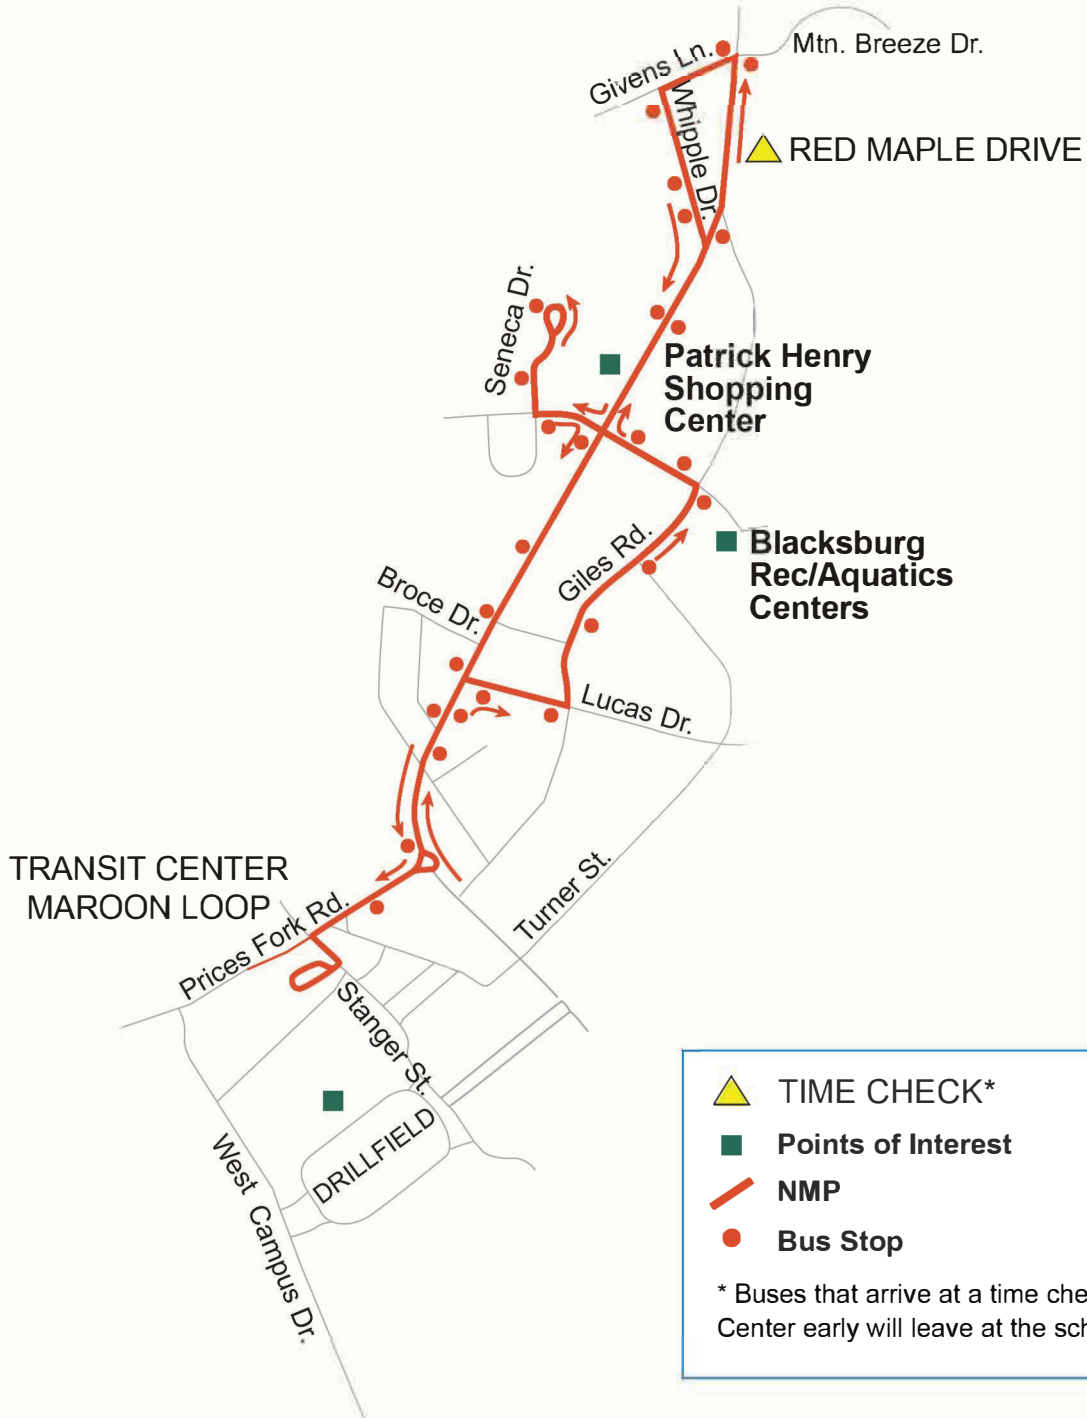 Mtn. Breeze Dr.
Givens Ln.
Whipple Dr.
RED MAPLE DRIVE
Seneca Dr.
Patrick Henry
Shopping
Center
Giles Rd.
Blacksburg
Rec/Aquatics
Centers
Broce Dr.
Lucas Dr.
TRANSIT CENTER
MAROON LOOP
Prices Fork Rd.
Turner St.
Stanger St.
DRILLFIELD
West Campus Dr.
TIME CHECK*
Points of Interest
NMP
Bus Stop
* Buses that arrive at a time che
Center early will leave at the sch